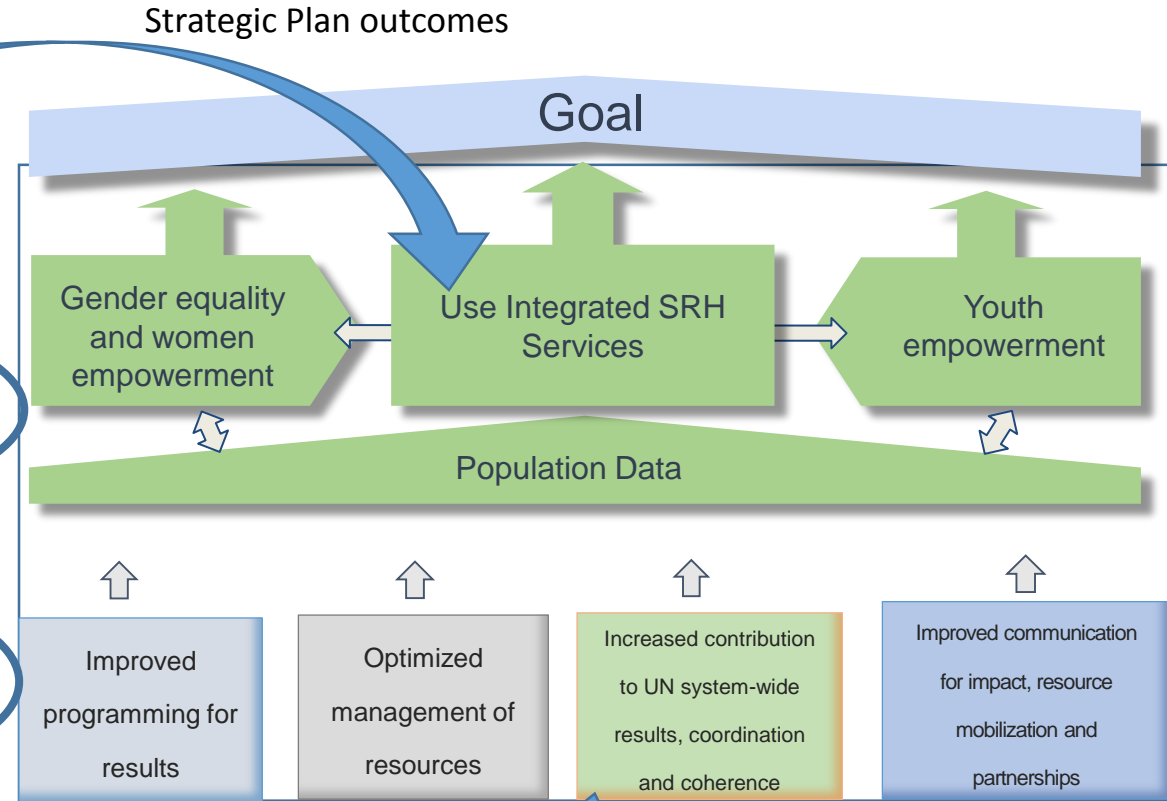 Strategic Plan outcomes
Goal
Gender equality
and women
empowerment
Use Integrated SRH
Services
Youth
empowerment
Population Data
Improved
programming for
results
Optimized
management of
resources
Increased contribution
to UN system-wide
results, coordination
and coherence
Improved communication
for impact, resource
mobilization and
partnerships